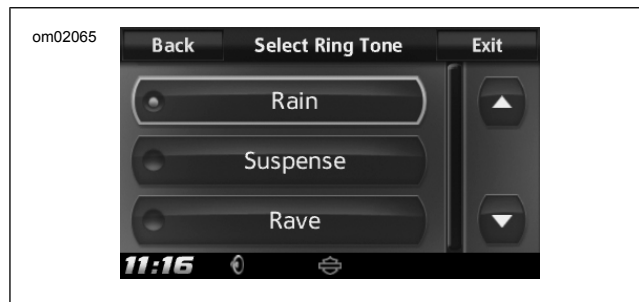 om02065
Back Select Ring Tone Exit
Rain
Suspense
Rave
11:16